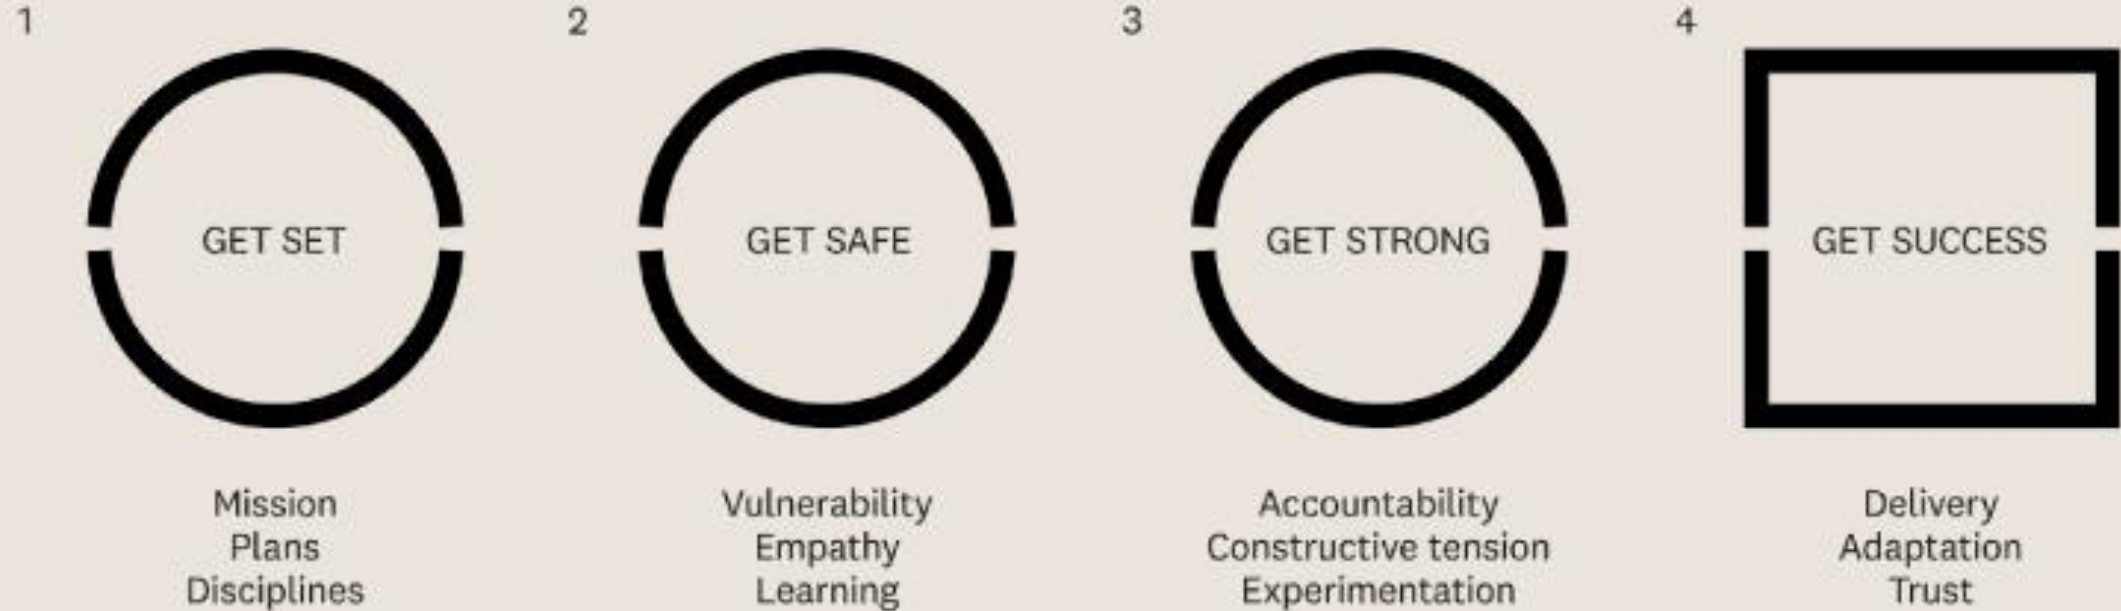 1
GET SET
Mission
Plans
Disciplines
2
GET SAFE
Vulnerability
Empathy
Learning
3
GET STRONG
Accountability
Constructive tension
Experimentation
4
GET SUCCESS
Delivery
Adaptation
Trust